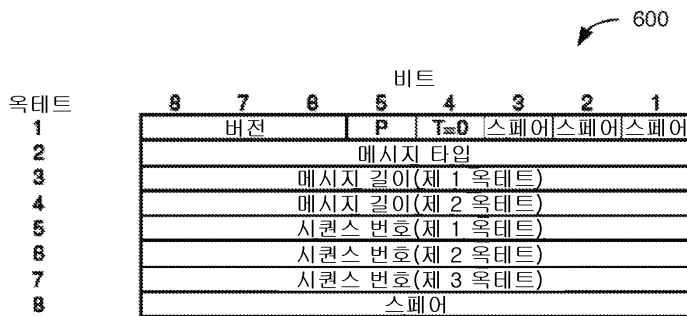 600
비트
옥테트 8 7 6 5 4 3 2 1
1 버전 P T=0 스페어 스페어 스페어
2 메시지 타입
3 메시지 길이(제 1 옥테트)
4 메시지 길이(제 2 옥테트)
5 시퀀스 번호(제 1 옥테트)
6 시퀀스 번호(제 2 옥테트)
7 시퀀스 번호(제 3 옥테트)
8 스페어